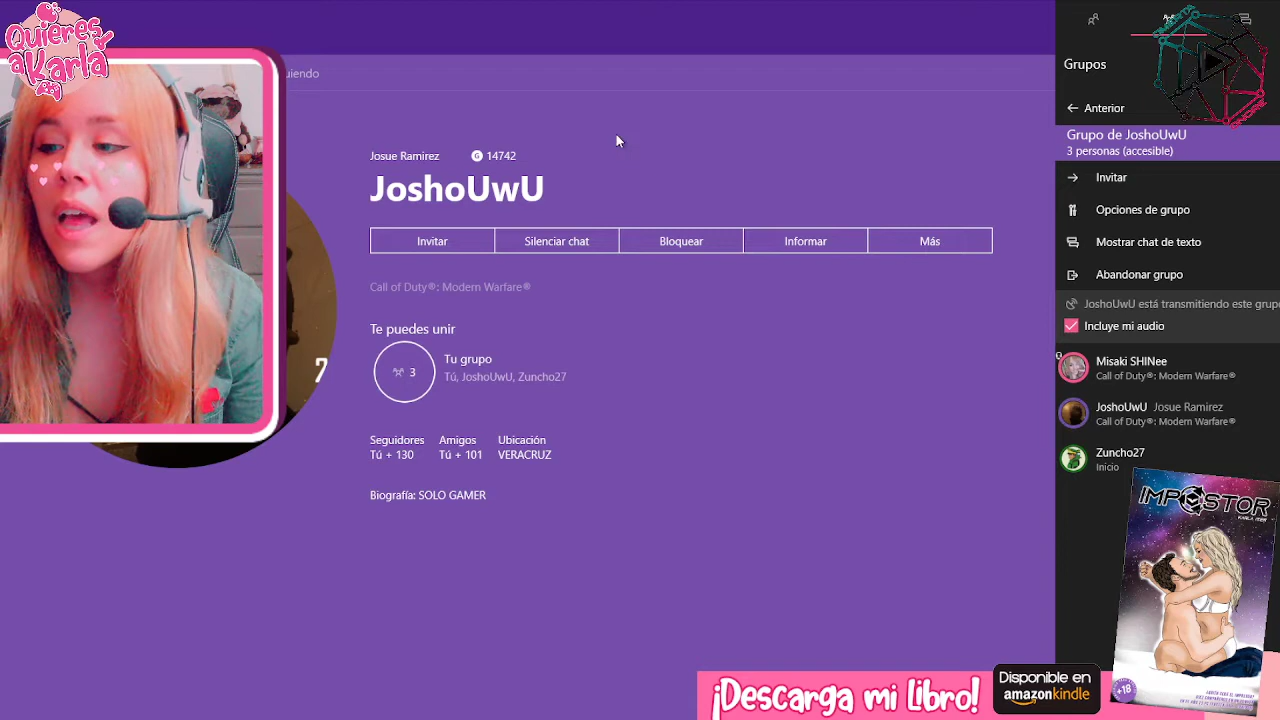 Quieres
a Karla
uiendo
Josue Ramirez
G 14742
JoshoUwU
Invitar
Silenciar chat
Bloquear
Informar
Más
Call of Duty®: Modern Warfare®
Te puedes unir
3
Tu grupo
Tú, JoshoUwU, Zuncho27
Seguidores
Tú + 130
Amigos
Tú + 101
Ubicación
VERACRUZ
Biografía: SOLO GAMER
7
Grupos
Anterior
Grupo de JoshoUwU
3 personas (accesible)
Invitar
Opciones de grupo
Mostrar chat de texto
Abandonar grupo
JoshoUwU está transmitiendo este grupo
Incluye mi audio
Misaki SHINee
Call of Duty®: Modern Warfare®
JoshoUwU Josue Ramirez
Call of Duty®: Modern Warfare®
Zuncho27
Inicio
IMPOSTOR
+18
¡Descarga mi Libro!
Disponible en
amazonkindle